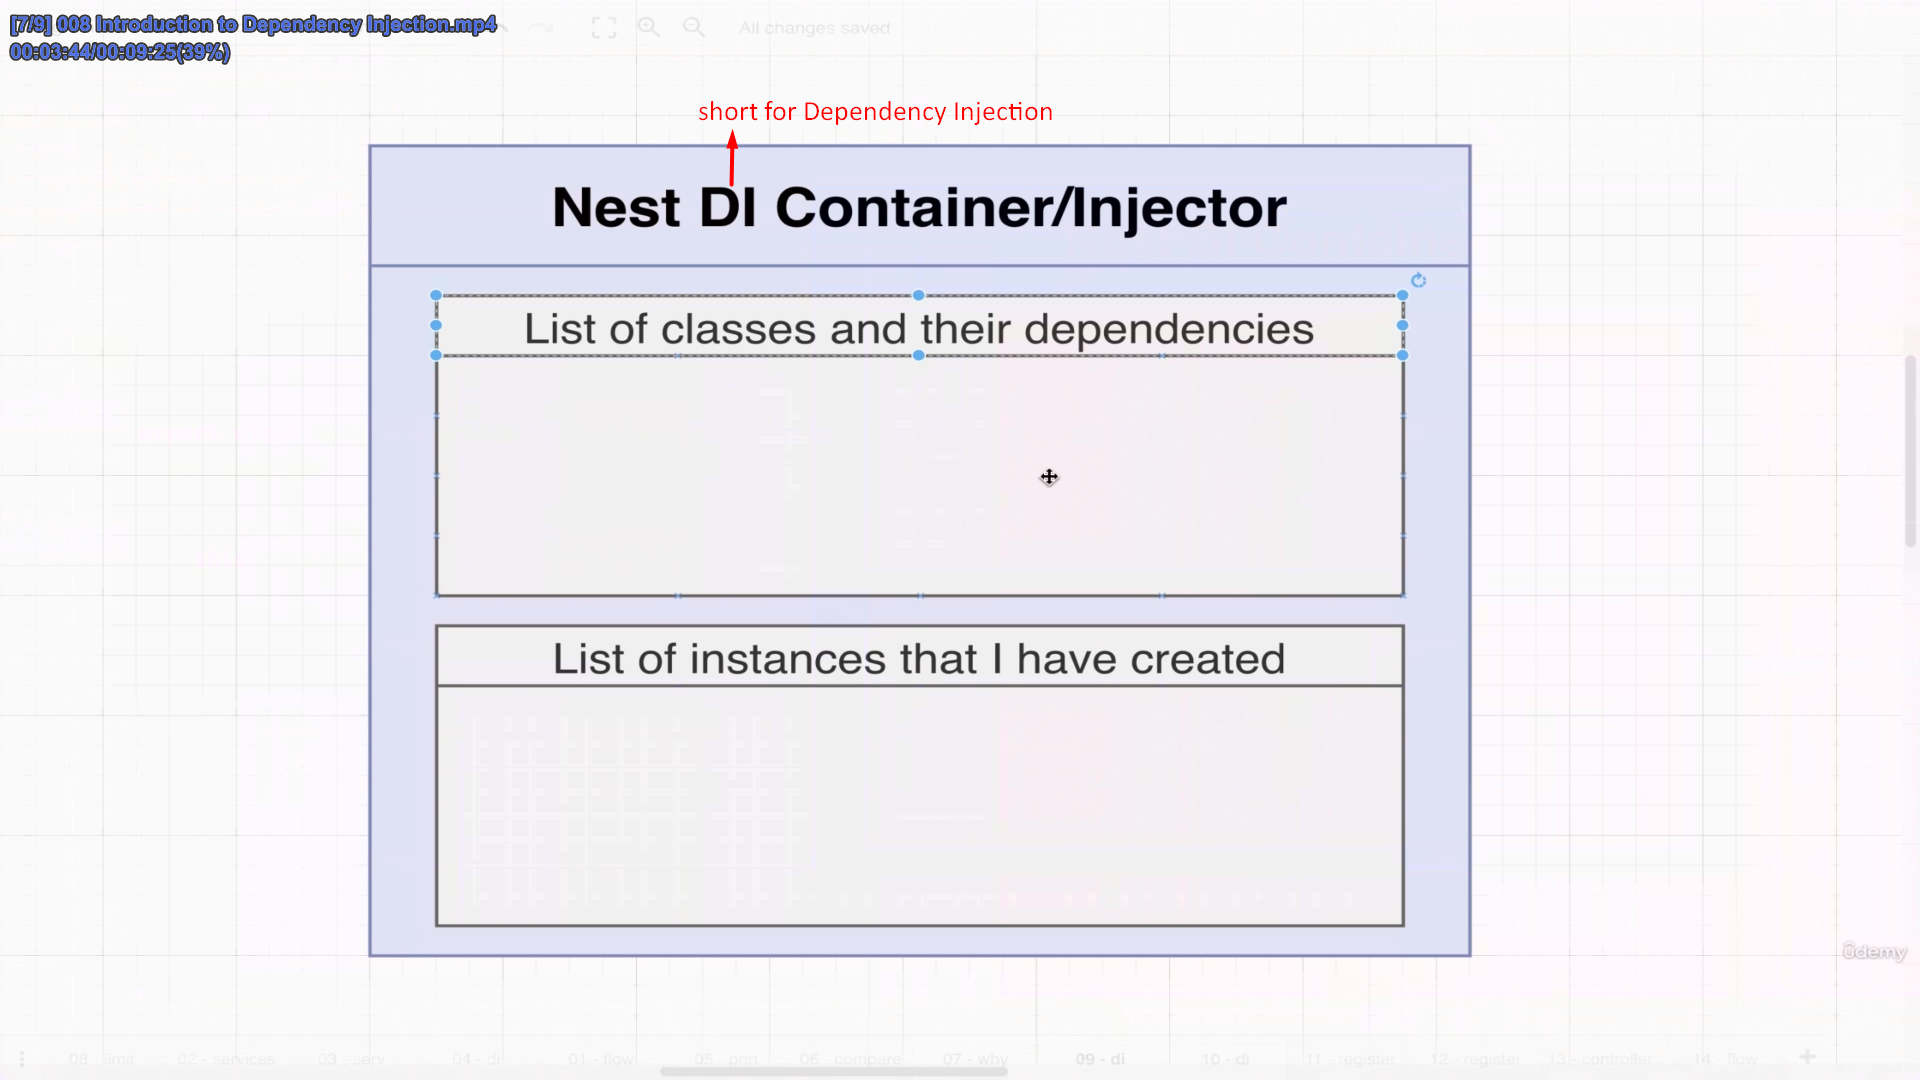 [7/9] 008 Introduction to Dependency Injection.mp4
00:03:44/00:09:25(39%)
All changes saved
short for Dependency Injection
Nest DI Container/Injector
List of classes and their dependencies
List of instances that I have created
ûdemy
08 - limit 02 - services 03 - serv 04 - di 01 - flow 05 - prin 06 - compare 07 - why 09 - di 10 - di 11 - register 12 - register 13 - controller 14 - flow